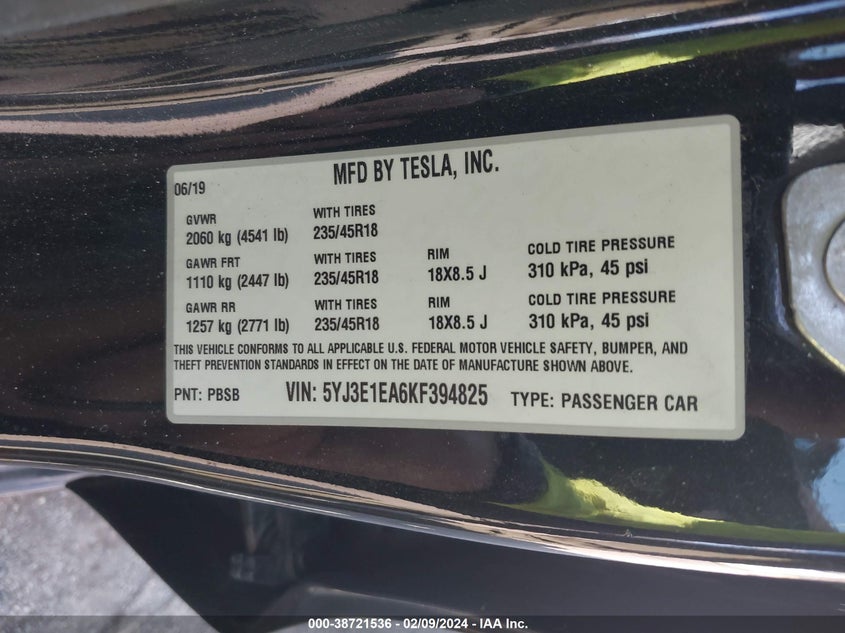 MFD BY TESLA, INC.
06/19
GVWR WITH TIRES
2060 kg (4541 lb) 235/45R18
GAWR FRT WITH TIRES RIM COLD TIRE PRESSURE
1110 kg (2447 lb) 235/45R18 18X8.5 J 310 kPa, 45 psi
GAWR RR WITH TIRES RIM COLD TIRE PRESSURE
1257 kg (2771 lb) 235/45R18 18X8.5 J 310 kPa, 45 psi
THIS VEHICLE CONFORMS TO ALL APPLICABLE U.S. FEDERAL MOTOR VEHICLE SAFETY, BUMPER, AND
THEFT PREVENTION STANDARDS IN EFFECT ON THE DATE OF MANUFACTURE SHOWN ABOVE.
PNT: PBSB VIN: 5YJ3E1EA6KF394825 TYPE: PASSENGER CAR
000-38721536 - 02/09/2024 - IAA Inc.